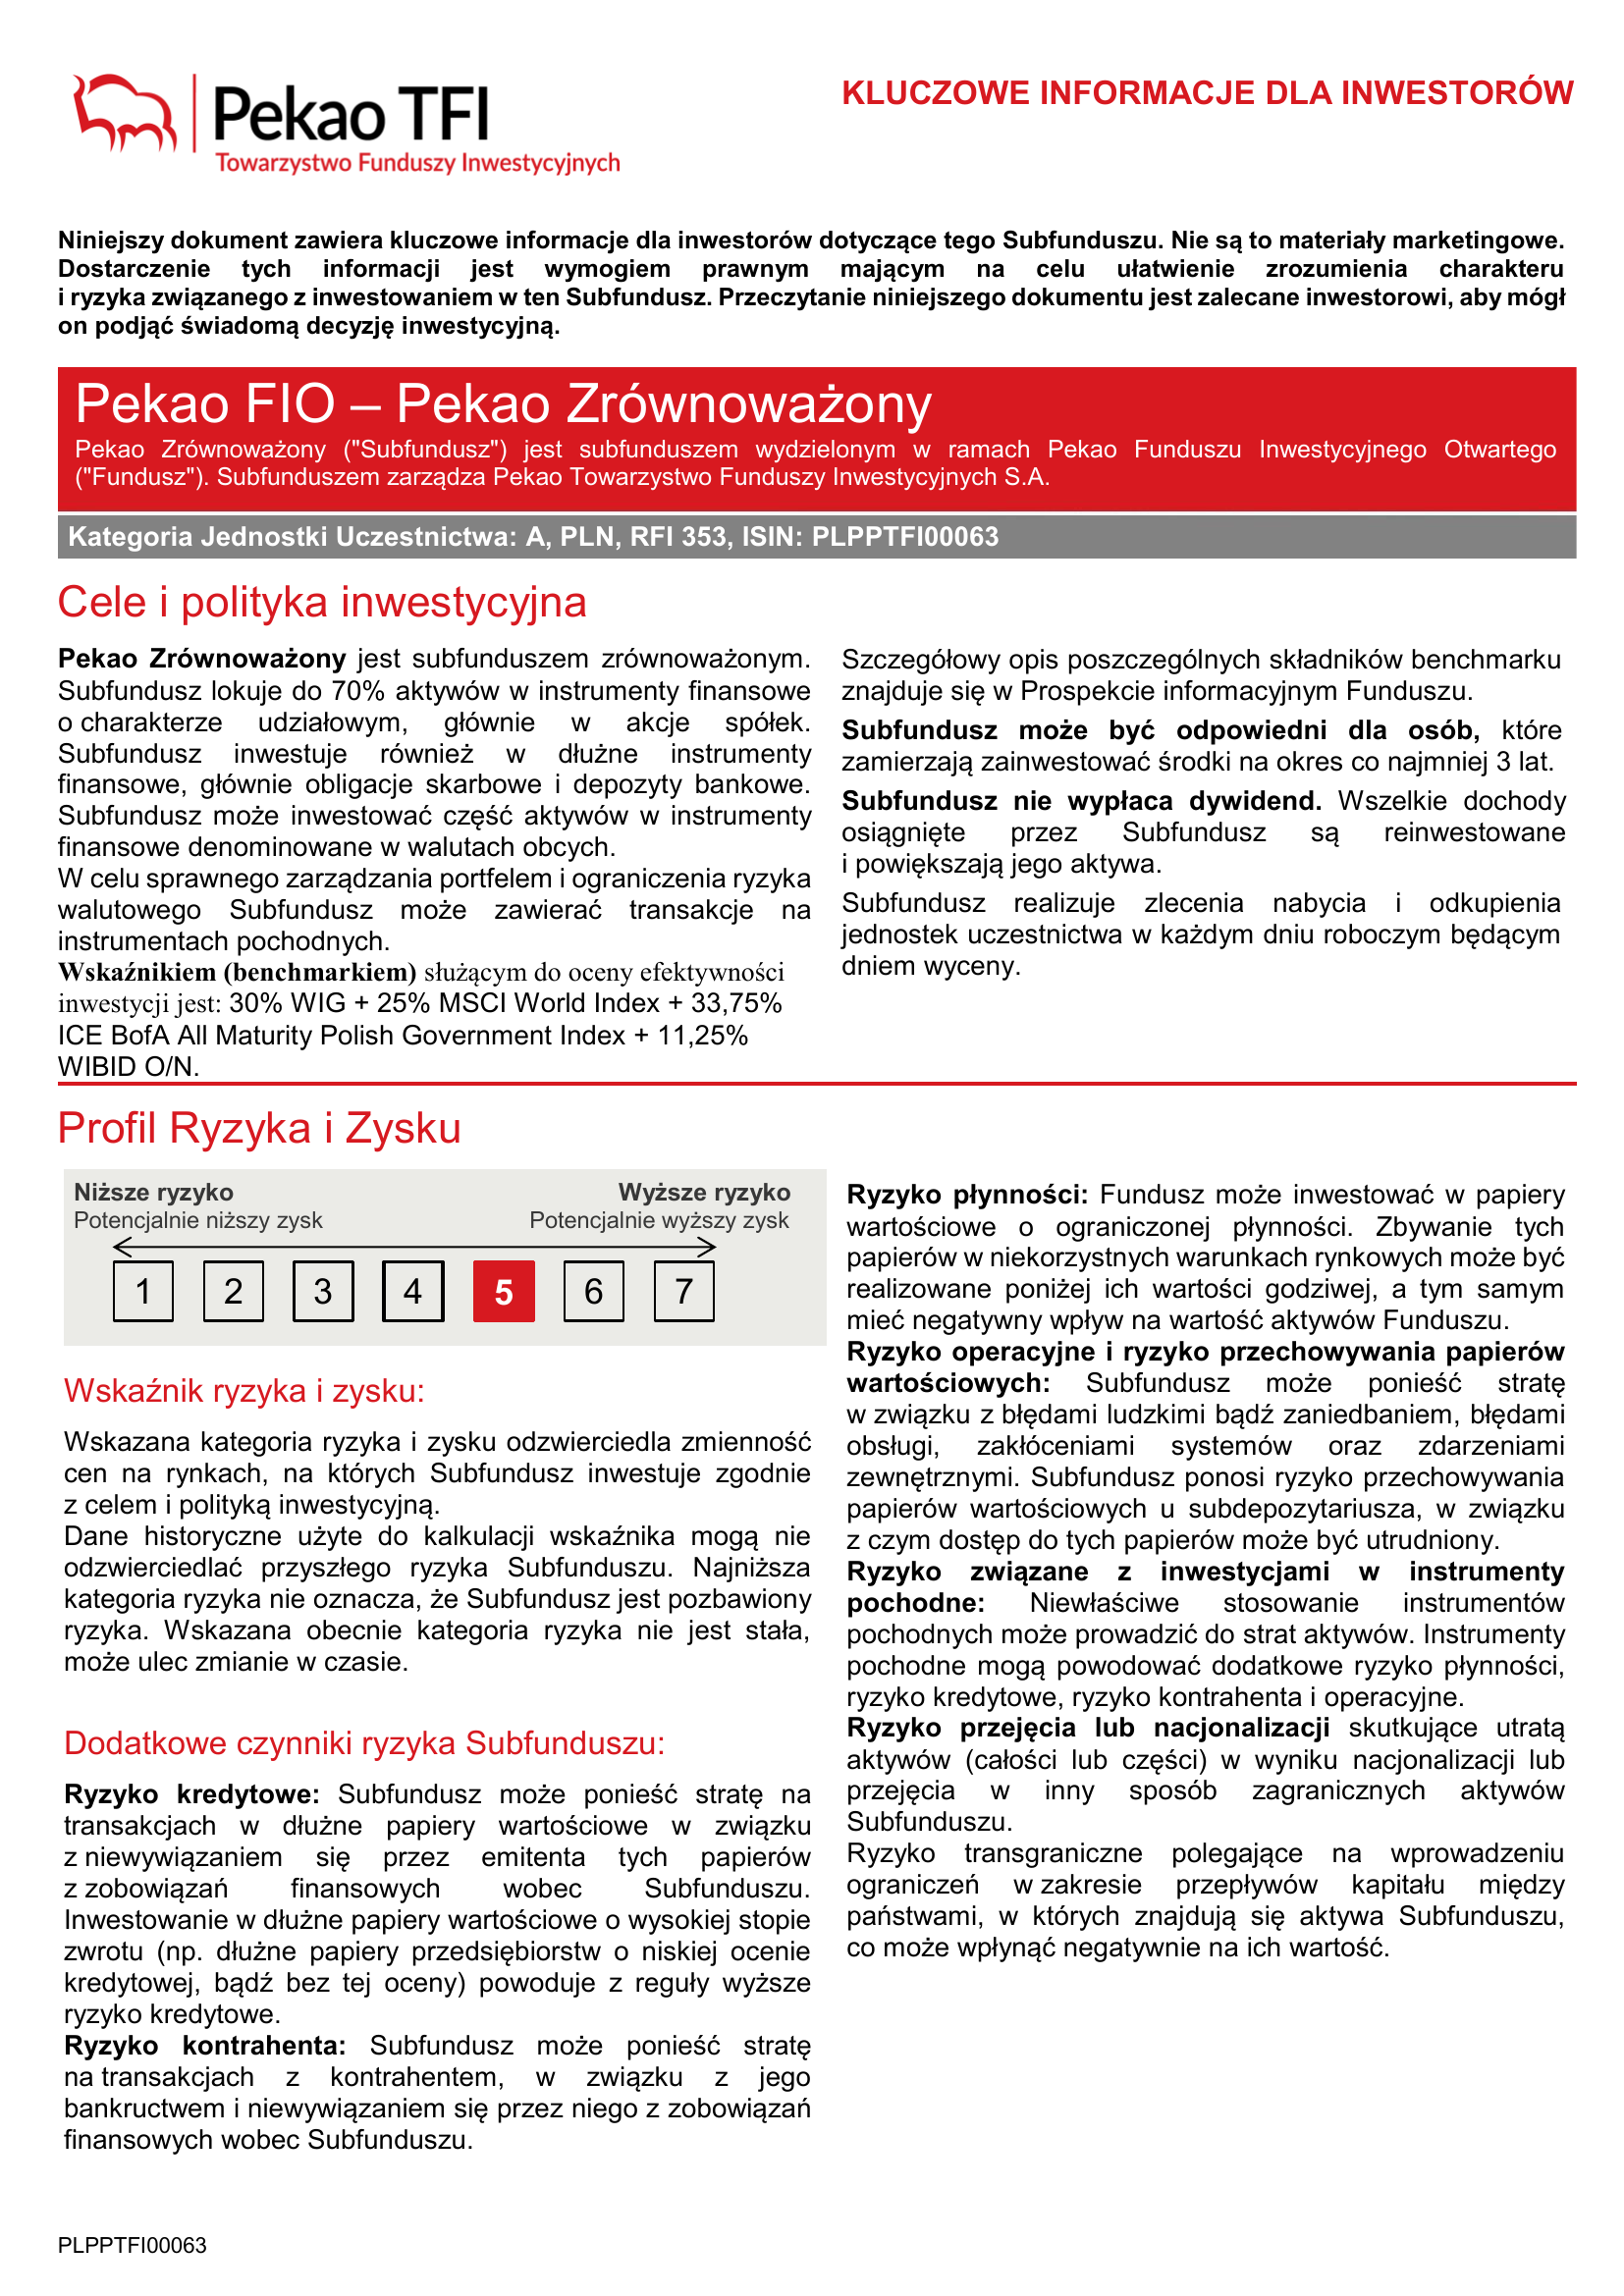 Pekao TFI
Towarzystwo Funduszy Inwestycyjnych
KLUCZOWE INFORMACJE DLA INWESTORÓW
Niniejszy dokument zawiera kluczowe informacje dla inwestorów dotyczące tego Subfunduszu. Nie są to materiały marketingowe.
Dostarczenie tych informacji jest wymogiem prawnym mającym na celu ułatwienie zrozumienia charakteru
i ryzyka związanego z inwestowaniem w ten Subfundusz. Przeczytanie niniejszego dokumentu jest zalecane inwestorowi, aby mógł
on podjąć świadomą decyzję inwestycyjną.
Pekao FIO – Pekao Zrównoważony
Pekao Zrównoważony ("Subfundusz") jest subfunduszem wydzielonym w ramach Pekao Funduszu Inwestycyjnego Otwartego
("Fundusz"). Subfunduszem zarządza Pekao Towarzystwo Funduszy Inwestycyjnych S.A.
Kategoria Jednostki Uczestnictwa: A, PLN, RFI 353, ISIN: PLPPTFI00063
Cele i polityka inwestycyjna
Pekao Zrównoważony jest subfunduszem zrównoważonym.
Subfundusz lokuje do 70% aktywów w instrumenty finansowe
o charakterze udziałowym, głównie w akcje spółek.
Subfundusz inwestuje również w dłużne instrumenty
finansowe, głównie obligacje skarbowe i depozyty bankowe.
Subfundusz może inwestować część aktywów w instrumenty
finansowe denominowane w walutach obcych.
W celu sprawnego zarządzania portfelem i ograniczenia ryzyka
walutowego Subfundusz może zawierać transakcje na
instrumentach pochodnych.
Wskaźnikiem (benchmarkiem) służącym do oceny efektywności
inwestycji jest: 30% WIG + 25% MSCI World Index + 33,75%
ICE BofA All Maturity Polish Government Index + 11,25%
WIBID O/N.
Szczegółowy opis poszczególnych składników benchmarku
znajduje się w Prospekcie informacyjnym Funduszu.
Subfundusz może być odpowiedni dla osób, które
zamierzają zainwestować środki na okres co najmniej 3 lat.
Subfundusz nie wypłaca dywidend. Wszelkie dochody
osiągnięte przez Subfundusz są reinwestowane
i powiększają jego aktywa.
Subfundusz realizuje zlecenia nabycia i odkupienia
jednostek uczestnictwa w każdym dniu roboczym będącym
dniem wyceny.
Profil Ryzyka i Zysku
Niższe ryzyko Wyższe ryzyko
Potencjalnie niższy zysk Potencjalnie wyższy zysk
1 2 3 4 5 6 7
Wskaźnik ryzyka i zysku:
Wskazana kategoria ryzyka i zysku odzwierciedla zmienność
cen na rynkach, na których Subfundusz inwestuje zgodnie
z celem i polityką inwestycyjną.
Dane historyczne użyte do kalkulacji wskaźnika mogą nie
odzwierciedlać przyszłego ryzyka Subfunduszu. Najniższa
kategoria ryzyka nie oznacza, że Subfundusz jest pozbawiony
ryzyka. Wskazana obecnie kategoria ryzyka nie jest stała,
może ulec zmianie w czasie.
Dodatkowe czynniki ryzyka Subfunduszu:
Ryzyko kredytowe: Subfundusz może ponieść stratę na
transakcjach w dłużne papiery wartościowe w związku
z niewywiązaniem się przez emitenta tych papierów
z zobowiązań finansowych wobec Subfunduszu.
Inwestowanie w dłużne papiery wartościowe o wysokiej stopie
zwrotu (np. dłużne papiery przedsiębiorstw o niskiej ocenie
kredytowej, bądź bez tej oceny) powoduje z reguły wyższe
ryzyko kredytowe.
Ryzyko kontrahenta: Subfundusz może ponieść stratę
na transakcjach z kontrahentem, w związku z jego
bankructwem i niewywiązaniem się przez niego z zobowiązań
finansowych wobec Subfunduszu.
Ryzyko płynności: Fundusz może inwestować w papiery
wartościowe o ograniczonej płynności. Zbywanie tych
papierów w niekorzystnych warunkach rynkowych może być
realizowane poniżej ich wartości godziwej, a tym samym
mieć negatywny wpływ na wartość aktywów Funduszu.
Ryzyko operacyjne i ryzyko przechowywania papierów
wartościowych: Subfundusz może ponieść stratę
w związku z błędami ludzkimi bądź zaniedbaniem, błędami
obsługi, zakłóceniami systemów oraz zdarzeniami
zewnętrznymi. Subfundusz ponosi ryzyko przechowywania
papierów wartościowych u subdepozytariusza, w związku
z czym dostęp do tych papierów może być utrudniony.
Ryzyko związane z inwestycjami w instrumenty
pochodne: Niewłaściwe stosowanie instrumentów
pochodnych może prowadzić do strat aktywów. Instrumenty
pochodne mogą powodować dodatkowe ryzyko płynności,
ryzyko kredytowe, ryzyko kontrahenta i operacyjne.
Ryzyko przejęcia lub nacjonalizacji skutkujące utratą
aktywów (całości lub części) w wyniku nacjonalizacji lub
przejęcia w inny sposób zagranicznych aktywów
Subfunduszu.
Ryzyko transgraniczne polegające na wprowadzeniu
ograniczeń w zakresie przepływów kapitału między
państwami, w których znajdują się aktywa Subfunduszu,
co może wpłynąć negatywnie na ich wartość.
PLPPTFI00063